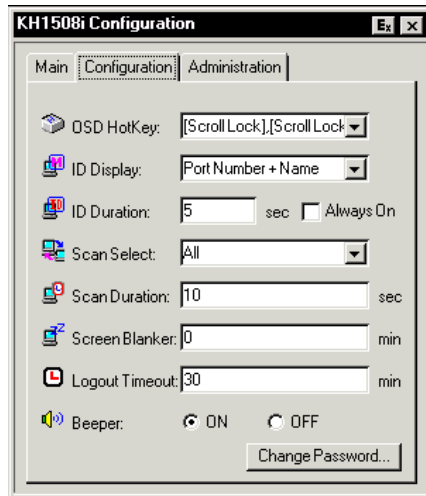 KH1508i Configuration Ex
Main Configuration Administration
OSD HotKey: [Scroll Lock],[Scroll Lock
ID Display: Port Number + Name
ID Duration: 5 sec Always On
Scan Select: All
Scan Duration: 10 sec
Screen Blanker: 0 min
Logout Timeout: 30 min
Beeper: ON OFF
Change Password...